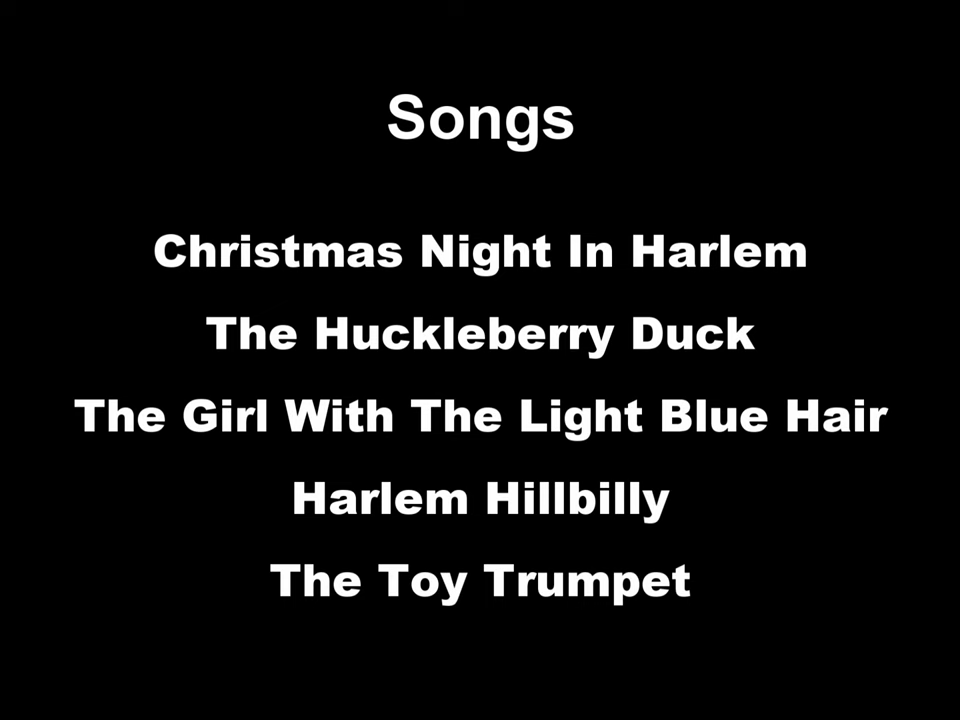 Songs
Christmas Night In Harlem
The Huckleberry Duck
The Girl With The Light Blue Hair
Harlem Hillbilly
The Toy Trumpet